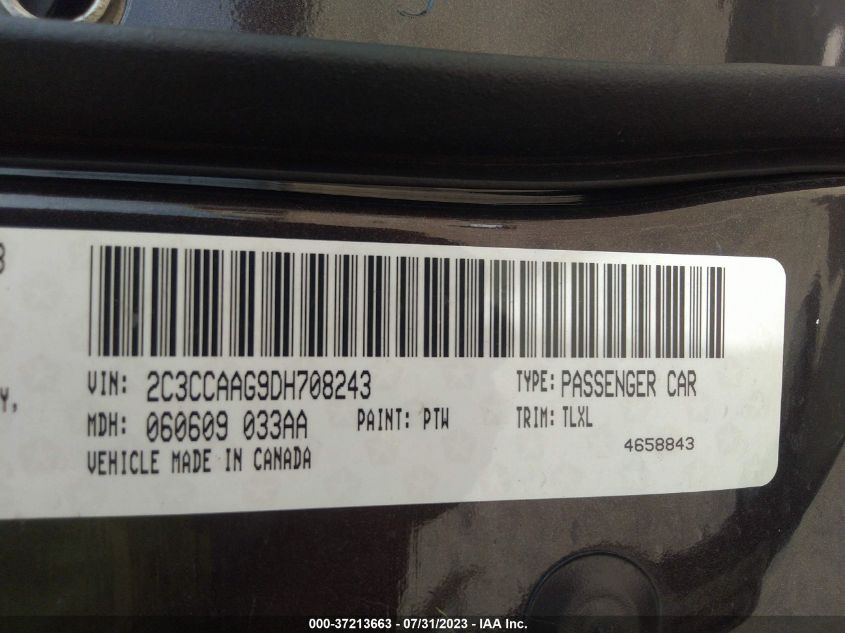 3
VIN: 2C3CCAAG9DH708243 TYPE: PASSENGER CAR
Y,
MDH: 060609 033AA PAINT: PTW TRIM: TLXL
VEHICLE MADE IN CANADA 4658843
000-37213663 - 07/31/2023 - IAA Inc.